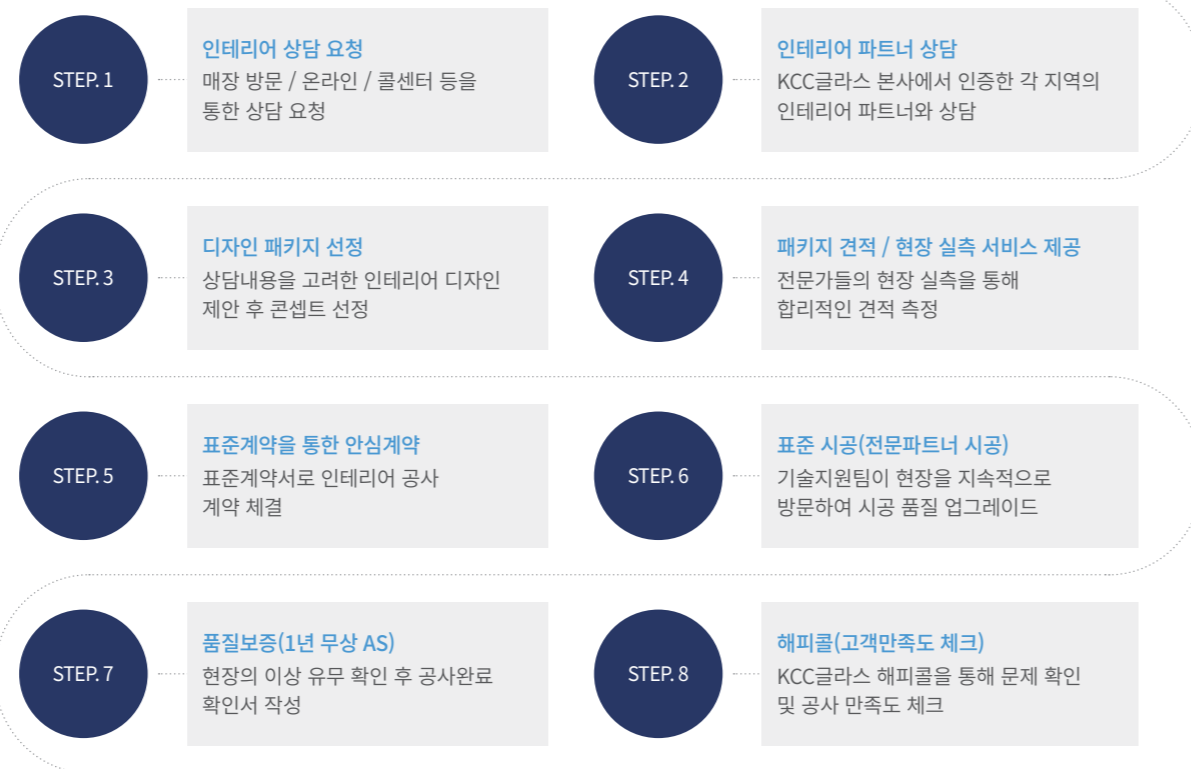 STEP. 1
인테리어 상담 요청
매장 방문 / 온라인 / 콜센터 등을
통한 상담 요청
STEP. 2
인테리어 파트너 상담
KCC글라스 본사에서 인증한 각 지역의
인테리어 파트너와 상담
STEP. 3
디자인 패키지 선정
상담내용을 고려한 인테리어 디자인
제안 후 콘셉트 선정
STEP. 4
패키지 견적 / 현장 실측 서비스 제공
전문가들의 현장 실측을 통해
합리적인 견적 측정
STEP. 5
표준계약을 통한 안심계약
표준계약서로 인테리어 공사
계약 체결
STEP. 6
표준 시공(전문파트너 시공)
기술지원팀이 현장을 지속적으로
방문하여 시공 품질 업그레이드
STEP. 7
품질보증(1년 무상 AS)
현장의 이상 유무 확인 후 공사완료
확인서 작성
STEP. 8
해피콜(고객만족도 체크)
KCC글라스 해피콜을 통해 문제 확인
및 공사 만족도 체크